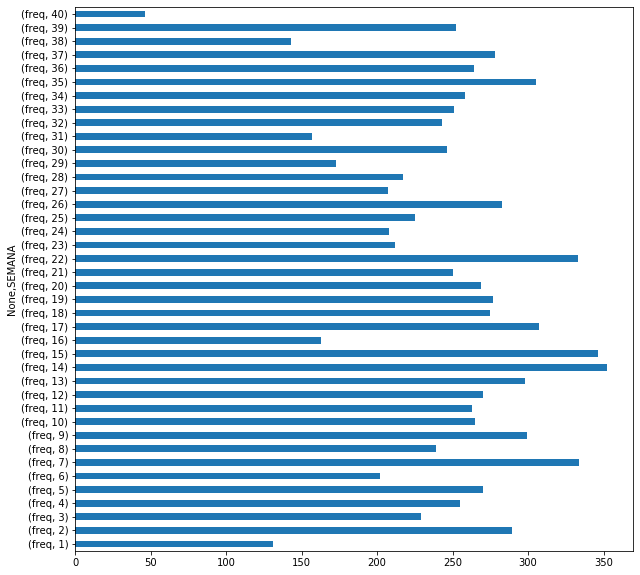 (freq, 40)
(freq, 39)
(freq, 38)
(freq, 37)
(freq, 36)
(freq, 35)
(freq, 34)
(freq, 33)
(freq, 32)
(freq, 31)
(freq, 30)
(freq, 29)
(freq, 28)
(freq, 27)
(freq, 26)
(freq, 25)
(freq, 24)
(freq, 23)
(freq, 22)
(freq, 21)
(freq, 20)
(freq, 19)
(freq, 18)
(freq, 17)
(freq, 16)
(freq, 15)
(freq, 14)
(freq, 13)
(freq, 12)
(freq, 11)
(freq, 10)
(freq, 9)
(freq, 8)
(freq, 7)
(freq, 6)
(freq, 5)
(freq, 4)
(freq, 3)
(freq, 2)
(freq, 1)
None,SEMANA
0 50 100 150 200 250 300 350